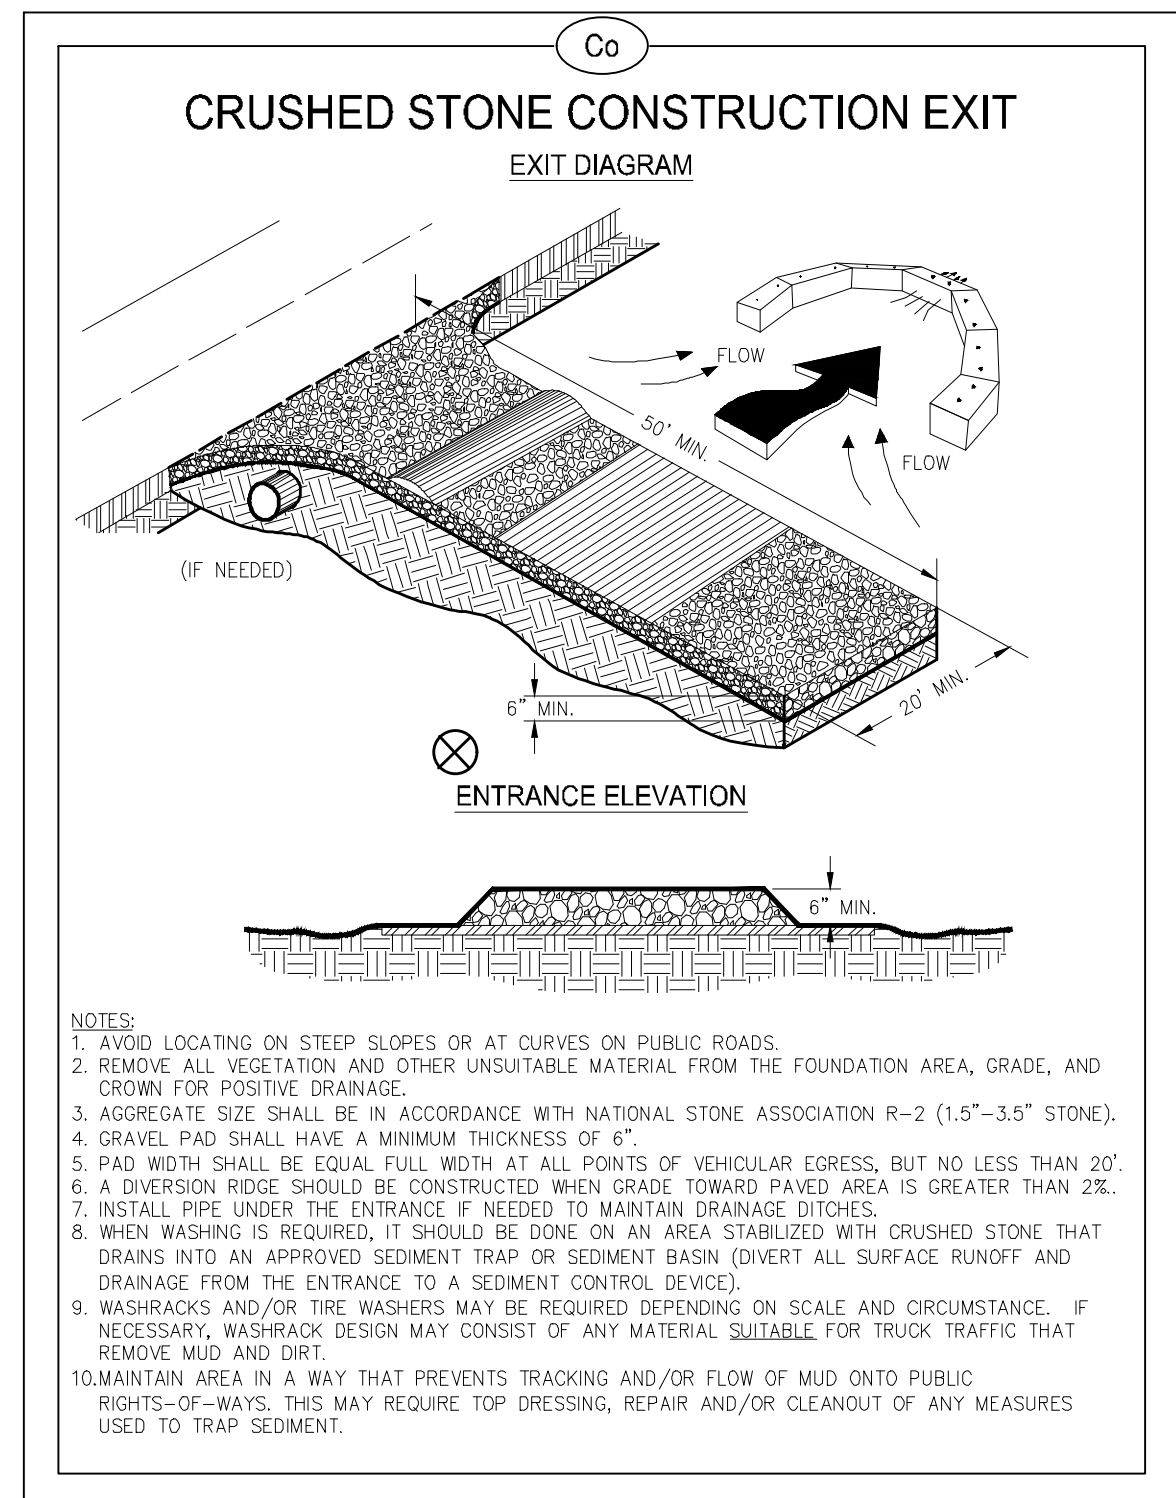 Co
CRUSHED STONE CONSTRUCTION EXIT
EXIT DIAGRAM
FLOW
50' MIN.
FLOW
(IF NEEDED)
20' MIN.
6" MIN.
ENTRANCE ELEVATION
6" MIN.
NOTES:
1. AVOID LOCATING ON STEEP SLOPES OR AT CURVES ON PUBLIC ROADS.
2. REMOVE ALL VEGETATION AND OTHER UNSUITABLE MATERIAL FROM THE FOUNDATION AREA, GRADE, AND
CROWN FOR POSITIVE DRAINAGE.
3. AGGREGATE SIZE SHALL BE IN ACCORDANCE WITH NATIONAL STONE ASSOCIATION R-2 (1.5"-3.5" STONE).
4. GRAVEL PAD SHALL HAVE A MINIMUM THICKNESS OF 6".
5. PAD WIDTH SHALL BE EQUAL FULL WIDTH AT ALL POINTS OF VEHICULAR EGRESS, BUT NO LESS THAN 20'.
6. A DIVERSION RIDGE SHOULD BE CONSTRUCTED WHEN GRADE TOWARD PAVED AREA IS GREATER THAN 2%..
7. INSTALL PIPE UNDER THE ENTRANCE IF NEEDED TO MAINTAIN DRAINAGE DITCHES.
8. WHEN WASHING IS REQUIRED, IT SHOULD BE DONE ON AN AREA STABILIZED WITH CRUSHED STONE THAT
DRAINS INTO AN APPROVED SEDIMENT TRAP OR SEDIMENT BASIN (DIVERT ALL SURFACE RUNOFF AND
DRAINAGE FROM THE ENTRANCE TO A SEDIMENT CONTROL DEVICE).
9. WASHRACKS AND/OR TIRE WASHERS MAY BE REQUIRED DEPENDING ON SCALE AND CIRCUMSTANCE. IF
NECESSARY, WASHRACK DESIGN MAY CONSIST OF ANY MATERIAL SUITABLE FOR TRUCK TRAFFIC THAT
REMOVE MUD AND DIRT.
10.MAINTAIN AREA IN A WAY THAT PREVENTS TRACKING AND/OR FLOW OF MUD ONTO PUBLIC
RIGHTS-OF-WAYS. THIS MAY REQUIRE TOP DRESSING, REPAIR AND/OR CLEANOUT OF ANY MEASURES
USED TO TRAP SEDIMENT.